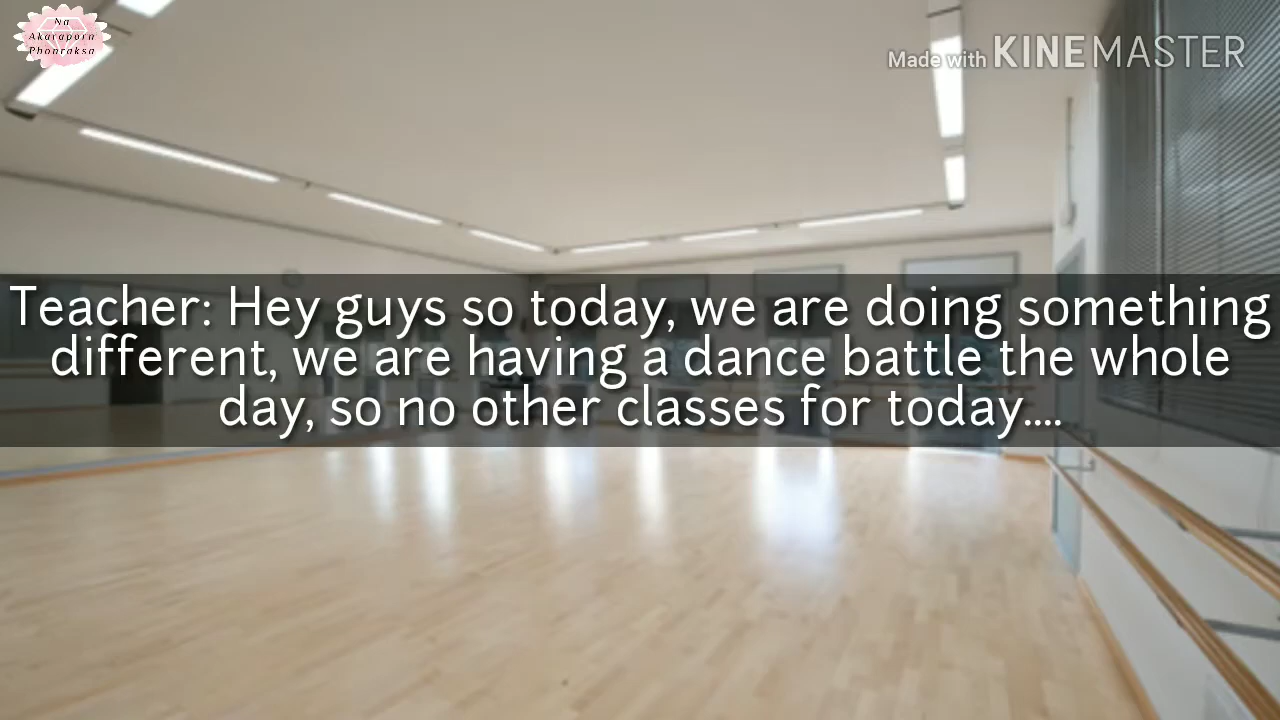 Na
Akaraporn
Phonraksa
Made with KINEMASTER
Teacher: Hey guys so today, we are doing something
different, we are having a dance battle the whole
day, so no other classes for today....